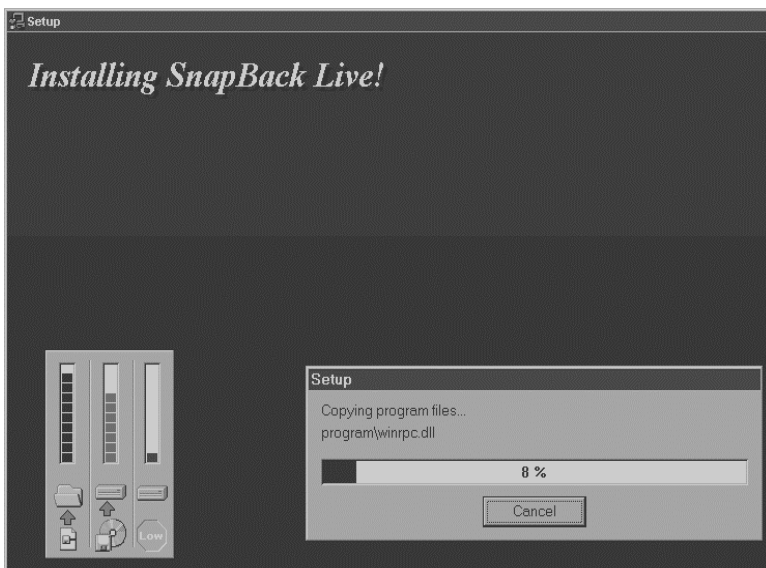 Setup
Installing SnapBack Live!
Setup
Copying program files...
program\winrpc.dll
8 %
Cancel
Low